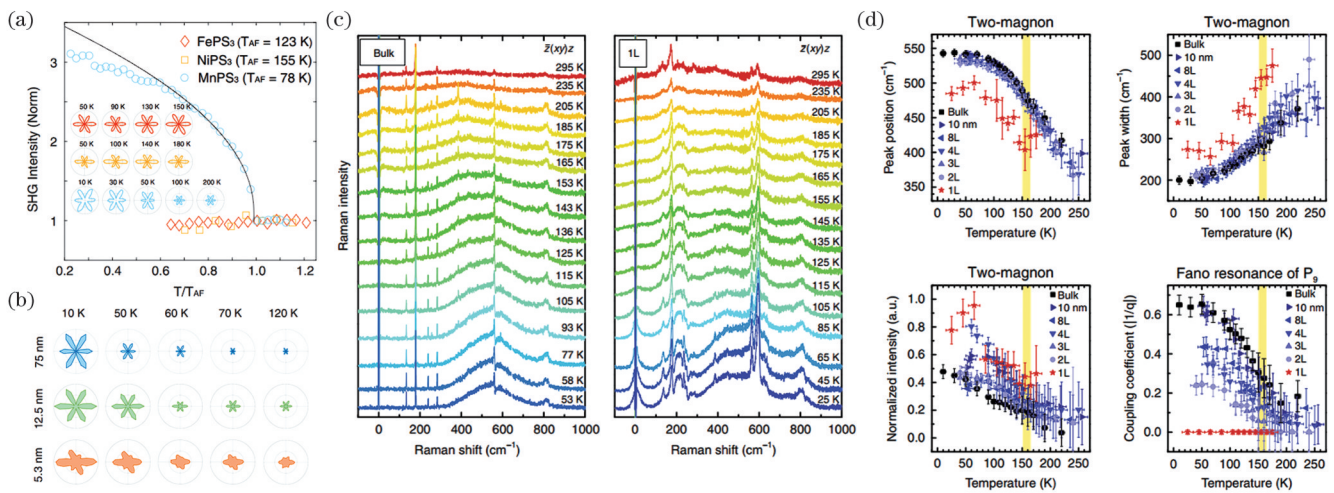 (a)
SHG Intensity (Norm)
3
2
1
FePS3 (TAF = 123 K)
NiPS3 (TAF = 155 K)
MnPS3 (TAF = 78 K)
50 K 90 K 130 K 150 K
50 K 100 K 140 K 180 K
10 K 30 K 50 K 100 K 200 K
0.2 0.4 0.6 0.8 1.0 1.2
T/TAF
(b)
10 K 50 K 60 K 70 K 120 K
75 nm
12.5 nm
5.3 nm
(c)
Raman intensity
Bulk
z̄(xy)z
295 K
235 K
205 K
185 K
175 K
165 K
153 K
143 K
136 K
125 K
115 K
105 K
93 K
77 K
58 K
53 K
0 200 400 600 800 1000
Raman shift (cm−1)
1L
z̄(xy)z
295 K
235 K
205 K
185 K
175 K
165 K
155 K
145 K
135 K
125 K
115 K
105 K
85 K
65 K
45 K
25 K
0 200 400 600 800 1000
Raman shift (cm−1)
(d)
Two-magnon
Peak position (cm−1)
550
500
450
400
350
Bulk
10 nm
8L
4L
3L
2L
1L
0 50 100 150 200 250
Temperature (K)
Two-magnon
Peak width (cm−1)
500
400
300
200
Bulk
10 nm
8L
4L
3L
2L
1L
0 50 100 150 200 250
Temperature (K)
Two-magnon
Normalized intensity (a.u.)
1.0
0.8
0.6
0.4
0.2
0.0
Bulk
10 nm
8L
4L
3L
2L
1L
0 50 100 150 200 250
Temperature (K)
Fano resonance of P9
Coupling coefficient (|1/q|)
0.6
0.4
0.2
0.0
Bulk
10 nm
8L
4L
3L
2L
1L
0 50 100 150 200 250
Temperature (K)